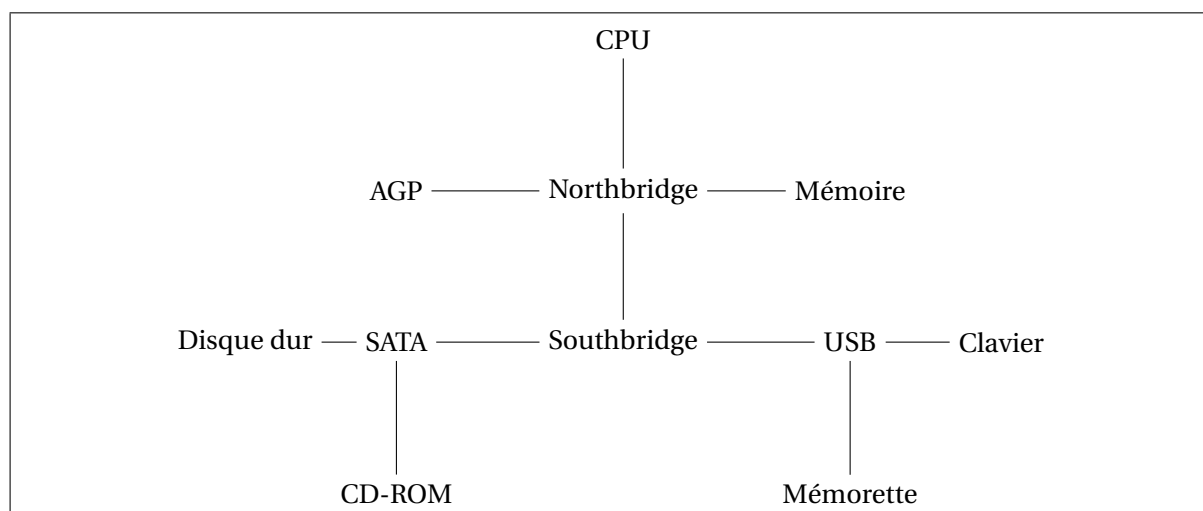 CPU
AGP Northbridge Mémoire
Disque dur SATA Southbridge USB Clavier
CD-ROM Mémorette